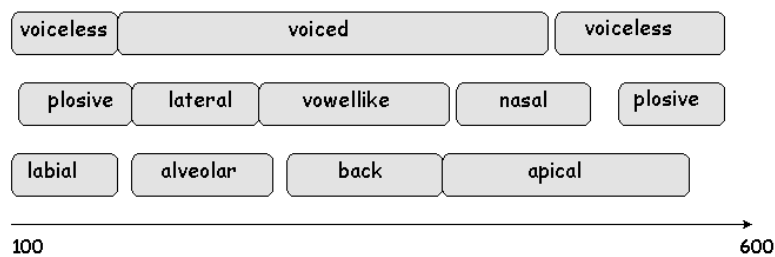 voiceless voiced voiceless
plosive lateral vowellike nasal plosive
labial alveolar back apical
100 600